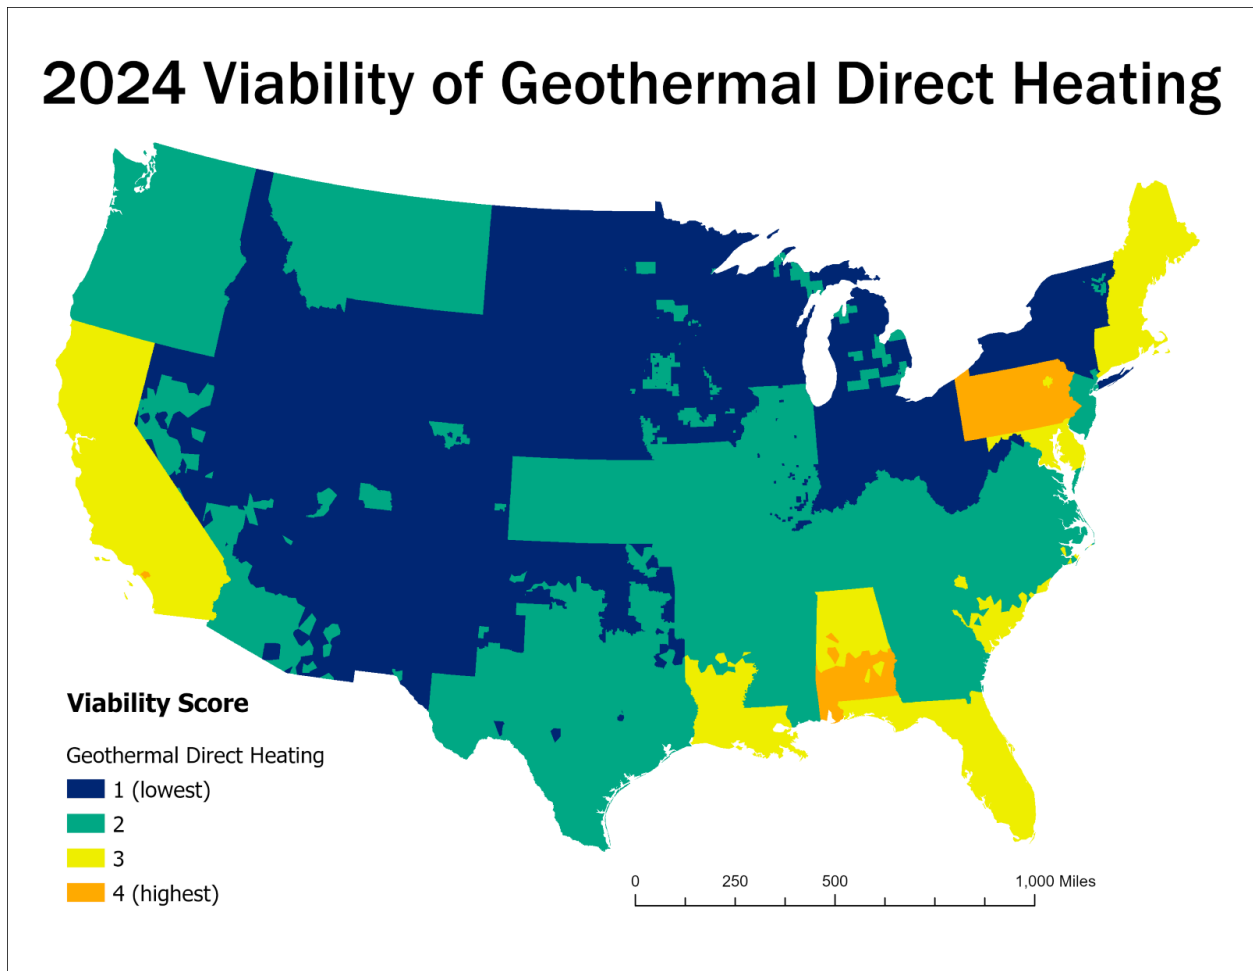 2024 Viability of Geothermal Direct Heating
Viability Score
Geothermal Direct Heating
1 (lowest)
2
3
4 (highest)
0 250 500 1,000 Miles